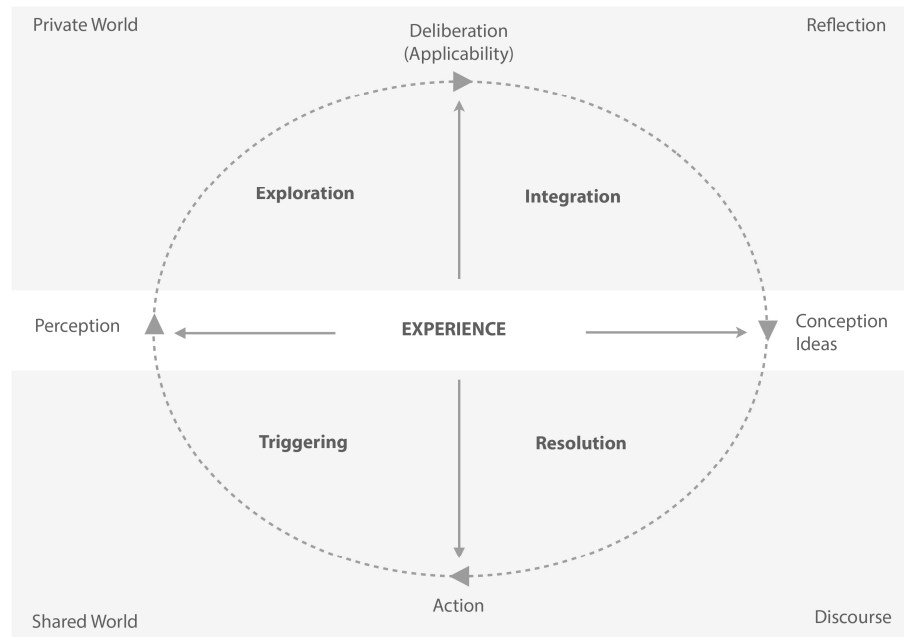 Private World
Deliberation
(Applicability)
Reflection
Exploration
Integration
Perception
EXPERIENCE
Conception
Ideas
Triggering
Resolution
Action
Shared World
Discourse